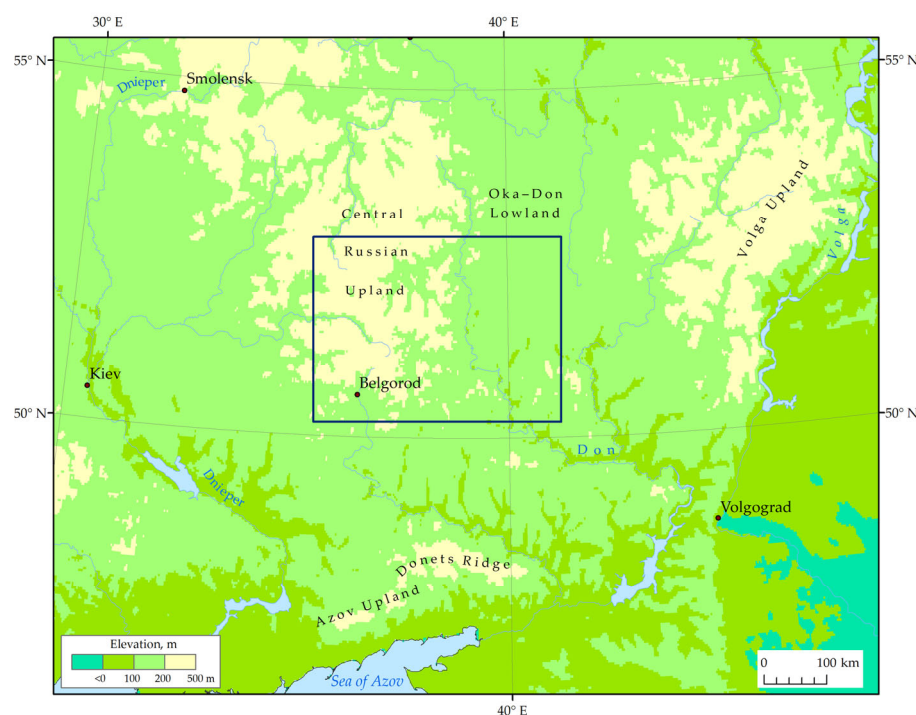 30° E
40° E
55° N
55° N
Dnieper
Smolensk
Oka–Don
Lowland
Volga Upland
Volga
Central
Russian
Upland
Kiev
Belgorod
50° N
50° N
Don
Dnieper
Volgograd
Donets Ridge
Azov Upland
Elevation, m
<0 100 200 500 m
Sea of Azov
0 100 km
40° E